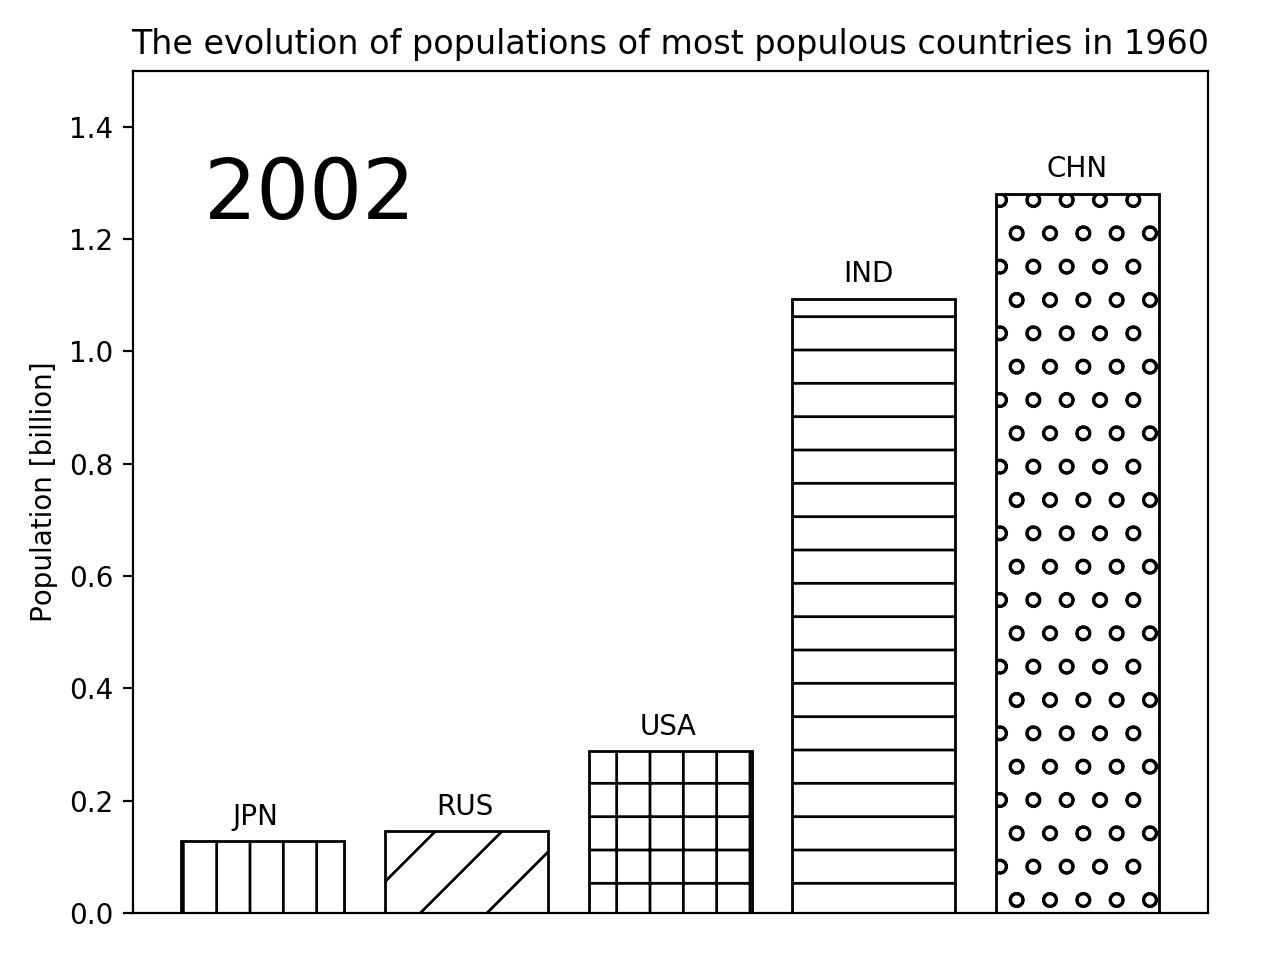 The evolution of populations of most populous countries in 1960
2002
1.4
1.2
1.0
0.8
0.6
0.4
0.2
0.0
Population [billion]
JPN
RUS
USA
IND
CHN